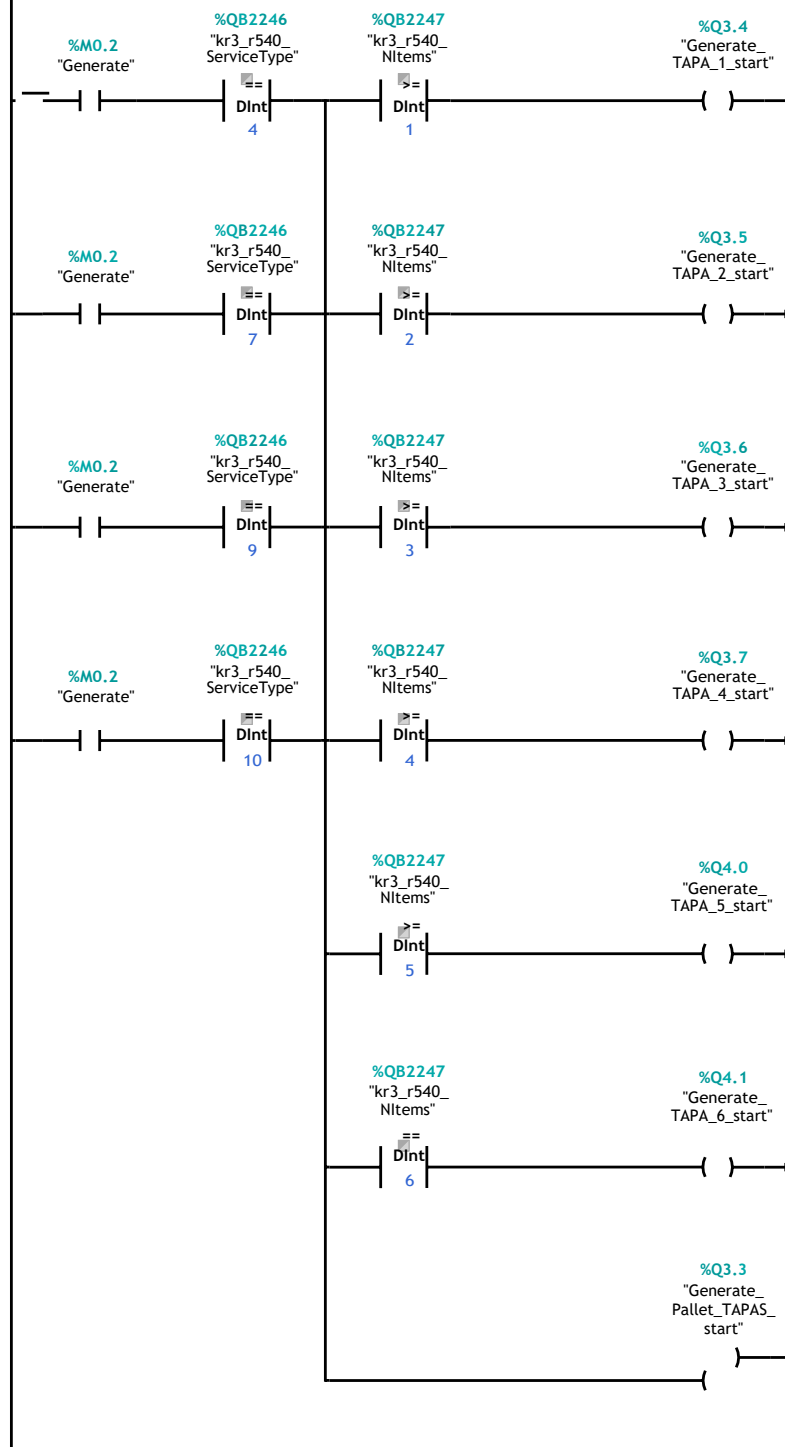 %M0.2
"Generate"
%QB2246
"kr3_r540_
ServiceType"
==
DInt
4
%QB2247
"kr3_r540_
NItems"
>=
DInt
1
%Q3.4
"Generate_
TAPA_1_start"
%M0.2
"Generate"
%QB2246
"kr3_r540_
ServiceType"
==
DInt
7
%QB2247
"kr3_r540_
NItems"
>=
DInt
2
%Q3.5
"Generate_
TAPA_2_start"
%M0.2
"Generate"
%QB2246
"kr3_r540_
ServiceType"
==
DInt
9
%QB2247
"kr3_r540_
NItems"
>=
DInt
3
%Q3.6
"Generate_
TAPA_3_start"
%M0.2
"Generate"
%QB2246
"kr3_r540_
ServiceType"
==
DInt
10
%QB2247
"kr3_r540_
NItems"
>=
DInt
4
%Q3.7
"Generate_
TAPA_4_start"
%QB2247
"kr3_r540_
NItems"
>=
DInt
5
%Q4.0
"Generate_
TAPA_5_start"
%QB2247
"kr3_r540_
NItems"
==
DInt
6
%Q4.1
"Generate_
TAPA_6_start"
%Q3.3
"Generate_
Pallet_TAPAS_
start"